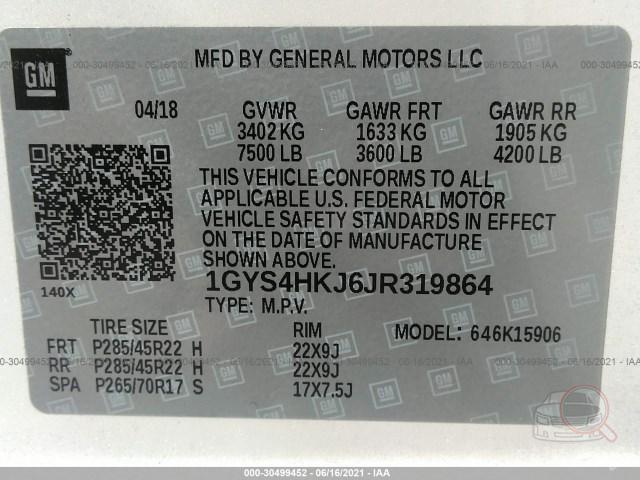 GM
MFD BY GENERAL MOTORS LLC
04/18 GVWR GAWR FRT GAWR RR
3402 KG 1633 KG 1905 KG
7500 LB 3600 LB 4200 LB
THIS VEHICLE CONFORMS TO ALL
APPLICABLE U.S. FEDERAL MOTOR
VEHICLE SAFETY STANDARDS IN EFFECT
ON THE DATE OF MANUFACTURE
SHOWN ABOVE.
140X
1GYS4HKJ6JR319864
TYPE: M.P.V.
TIRE SIZE RIM MODEL: 646K15906
FRT P285/45R22 H 22X9J
RR P285/45R22 H 22X9J
SPA P265/70R17 S 17X7.5J
000-30499452 - 06/16/2021 - IAA